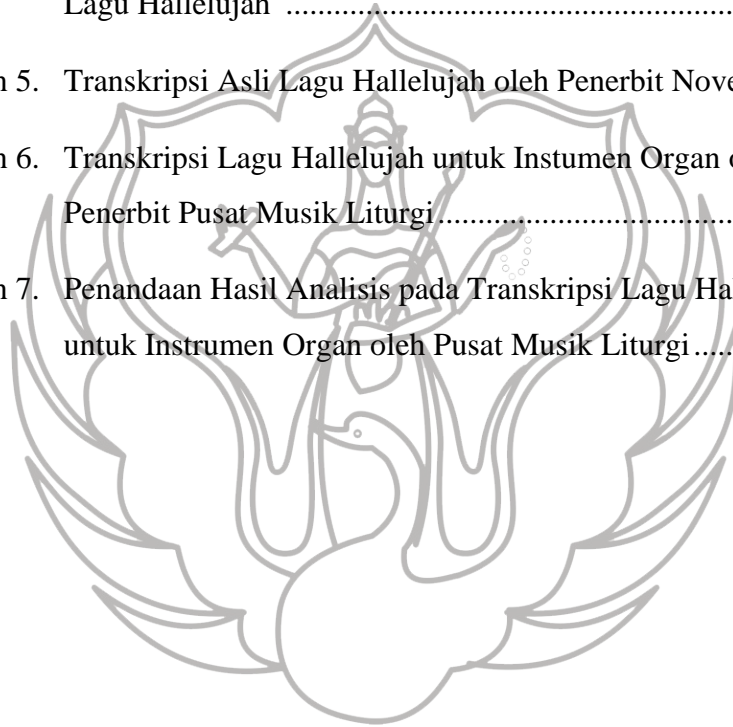 Lagu Hallelujah ........................................................
n 5. Transkripsi Asli Lagu Hallelujah oleh Penerbit Nove
n 6. Transkripsi Lagu Hallelujah untuk Instumen Organ o
Penerbit Pusat Musik Liturgi.....................................
n 7. Penandaan Hasil Analisis pada Transkripsi Lagu Ha
untuk Instrumen Organ oleh Pusat Musik Liturgi.....